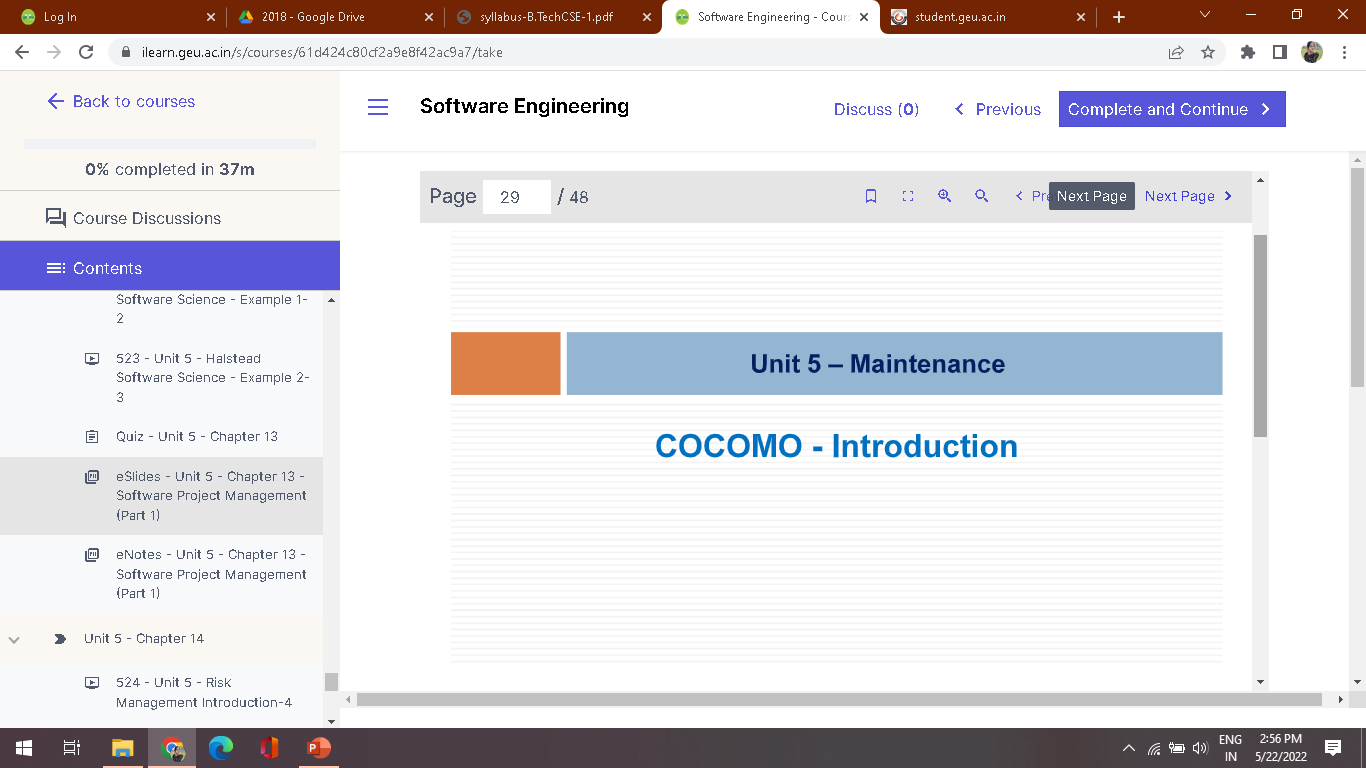 Log In
2018 - Google Drive
syllabus-B.TechCSE-1.pdf
Software Engineering - Cour
student.geu.ac.in
ilearn.geu.ac.in/s/courses/61d424c80cf2a9e8f42ac9a7/take
Back to courses
0% completed in 37m
Course Discussions
Contents
Software Science - Example 1-
2
523 - Unit 5 - Halstead
Software Science - Example 2-
3
Quiz - Unit 5 - Chapter 13
eSlides - Unit 5 - Chapter 13 -
Software Project Management
(Part 1)
eNotes - Unit 5 - Chapter 13 -
Software Project Management
(Part 1)
Unit 5 - Chapter 14
524 - Unit 5 - Risk
Management Introduction-4
Software Engineering
Discuss (0)
Previous
Complete and Continue
Page 29 / 48
Pre
Next Page
Next Page
Unit 5 – Maintenance
COCOMO - Introduction
ENG
IN
2:56 PM
5/22/2022